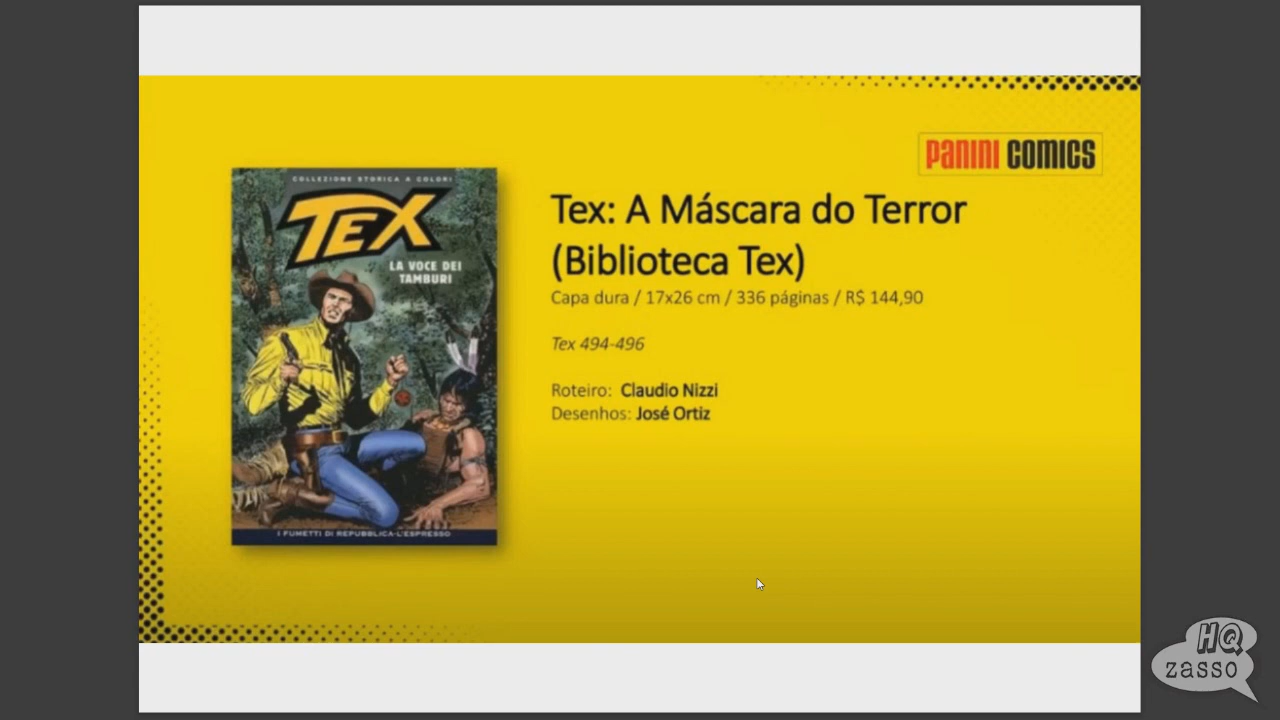 PANINI COMICS
COLLEZIONE STORICA A COLORI
TEX
LA VOCE DEI
TAMBURI
I FUMETTI DI REPUBBLICA-L'ESPRESSO
Tex: A Máscara do Terror
(Biblioteca Tex)
Capa dura / 17x26 cm / 336 páginas / R$ 144,90
Tex 494-496
Roteiro: Claudio Nizzi
Desenhos: José Ortiz
HQ
zasso